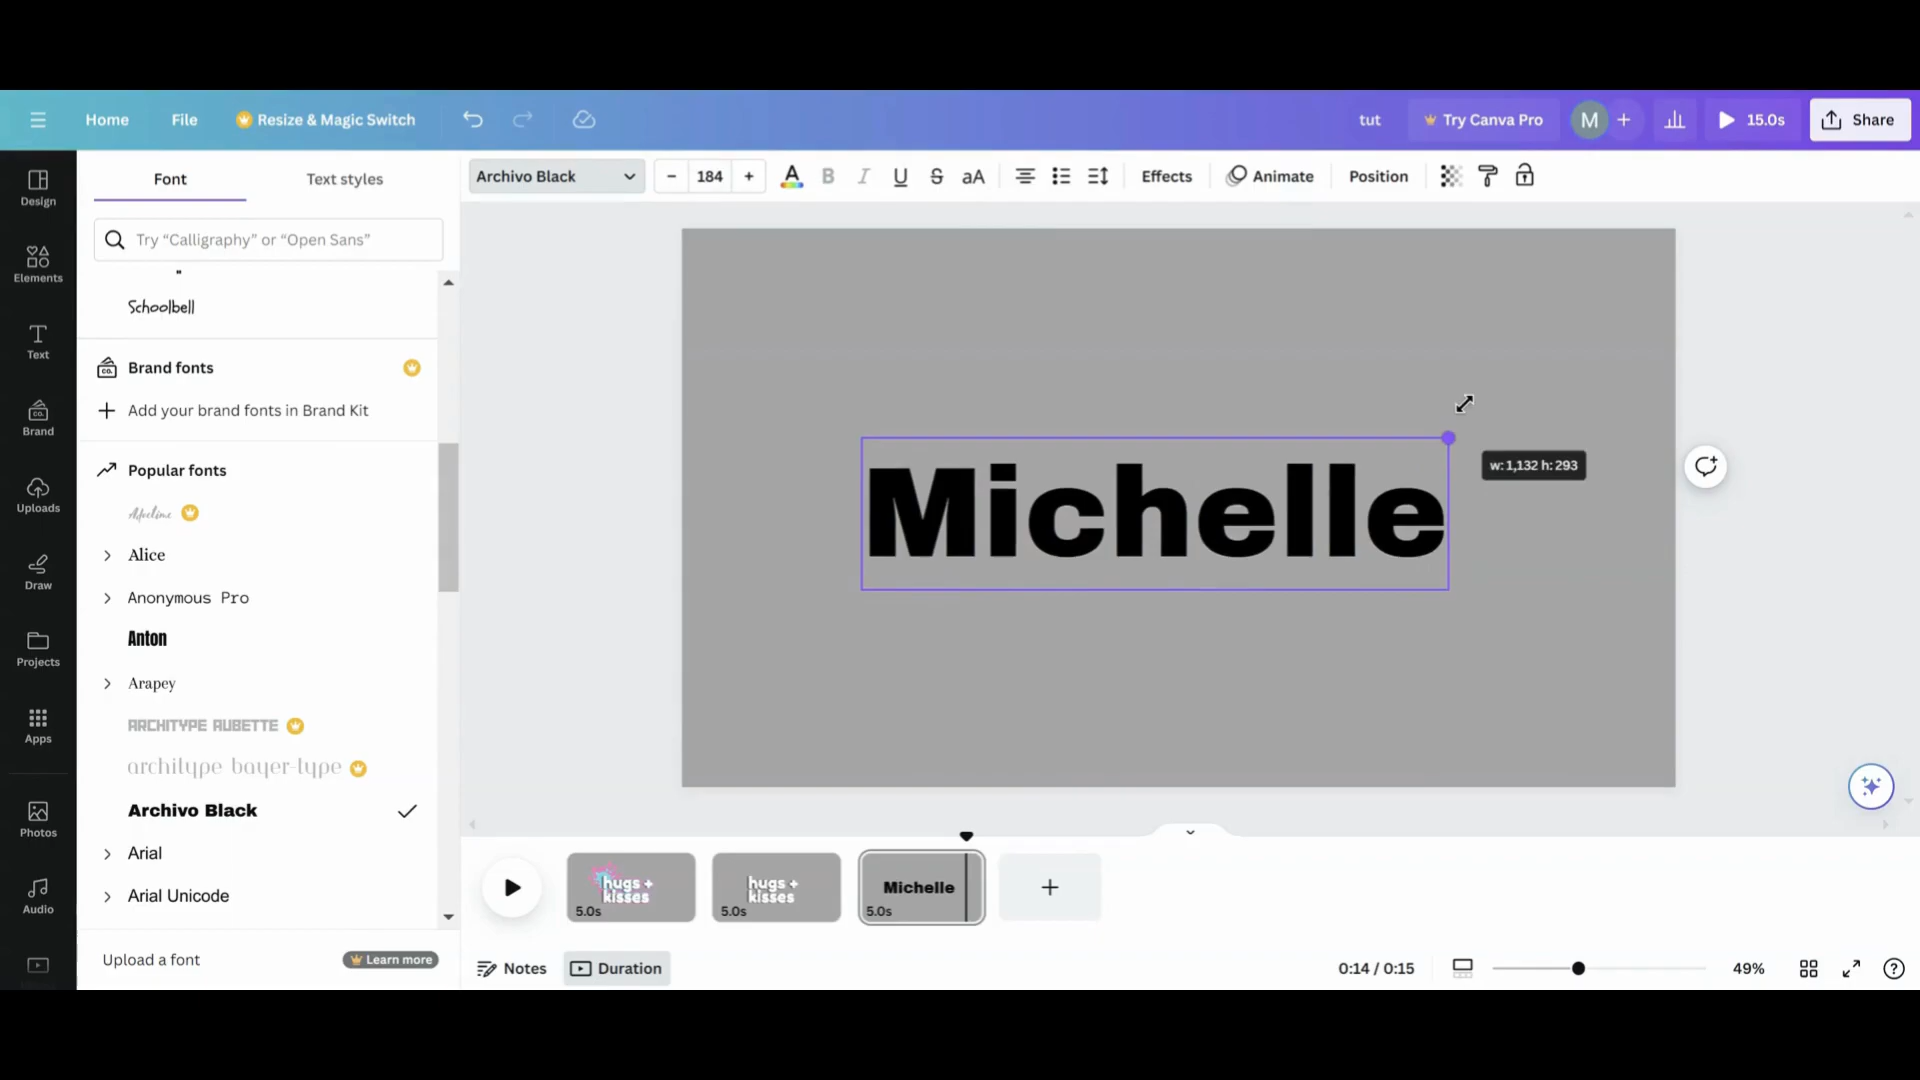 Home File Resize & Magic Switch tut Try Canva Pro M 15.0s Share
Font Text styles
Archivo Black 184 A B I U S aA Effects Animate Position
Try “Calligraphy” or “Open Sans”
Schoolbell
Brand fonts
Add your brand fonts in Brand Kit
Popular fonts
Adeline
Alice
Anonymous Pro
Anton
Arapey
ARCHITYPE AUBETTE
architype bayer-type
Archivo Black
Arial
Arial Unicode
Upload a font Learn more
Design
Elements
Text
Brand
Uploads
Draw
Projects
Apps
Photos
Audio
Michelle
w: 1,132 h: 293
hugs +
kisses
5.0s
hugs +
kisses
5.0s
Michelle
5.0s
Notes Duration 0:14 / 0:15 49%